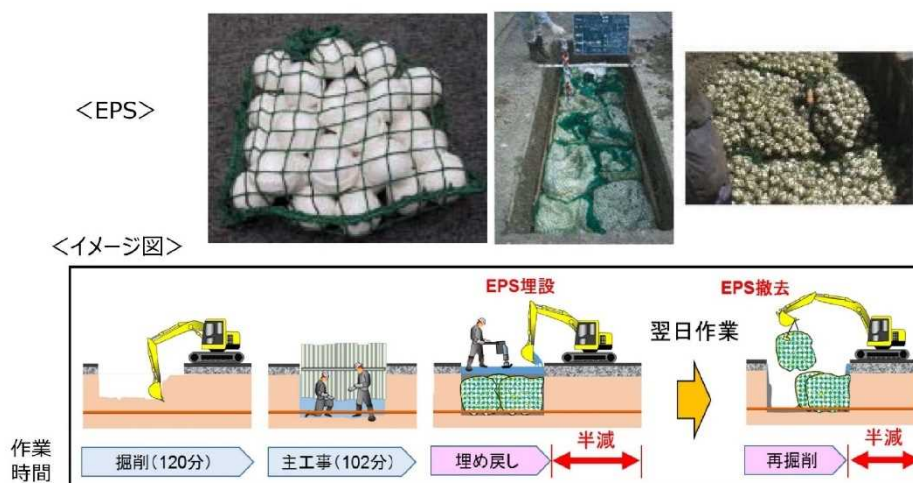 <EPS>
<イメージ図>
EPS埋設
EPS撤去
翌日作業
作業
時間
掘削(120分)
主工事(102分)
埋め戻し
半減
再掘削
半減